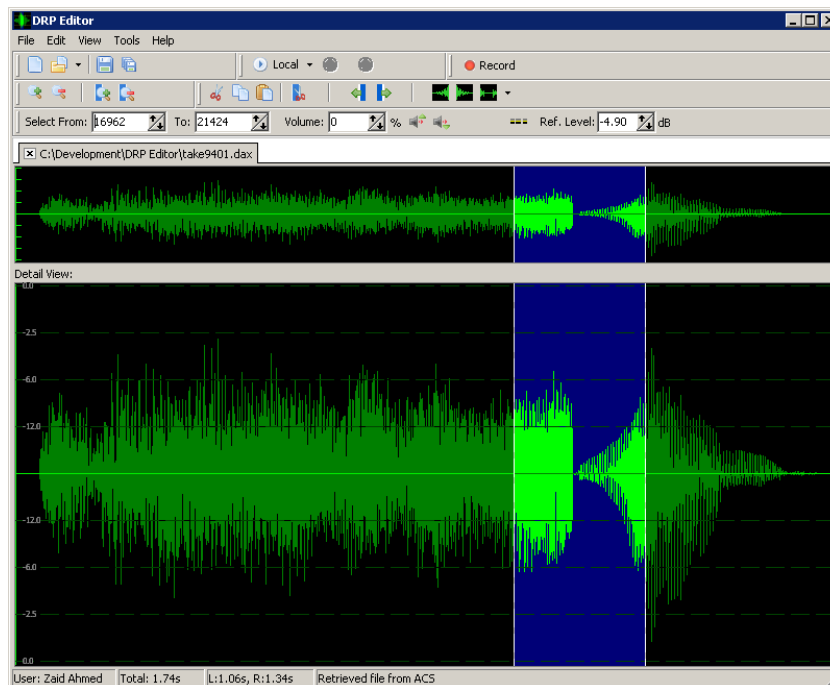 DRP Editor
File Edit View Tools Help
Local Record
Select From: 16962 To: 21424 Volume: 0 % Ref. Level: -4.90 dB
C:\Development\DRP Editor\take9401.dax
Detail View:
0.0
-2.5
-6.0
-12.0
-12.0
-6.0
-2.5
0.0
User: Zaid Ahmed Total: 1.74s L:1.06s, R:1.34s Retrieved file from ACS